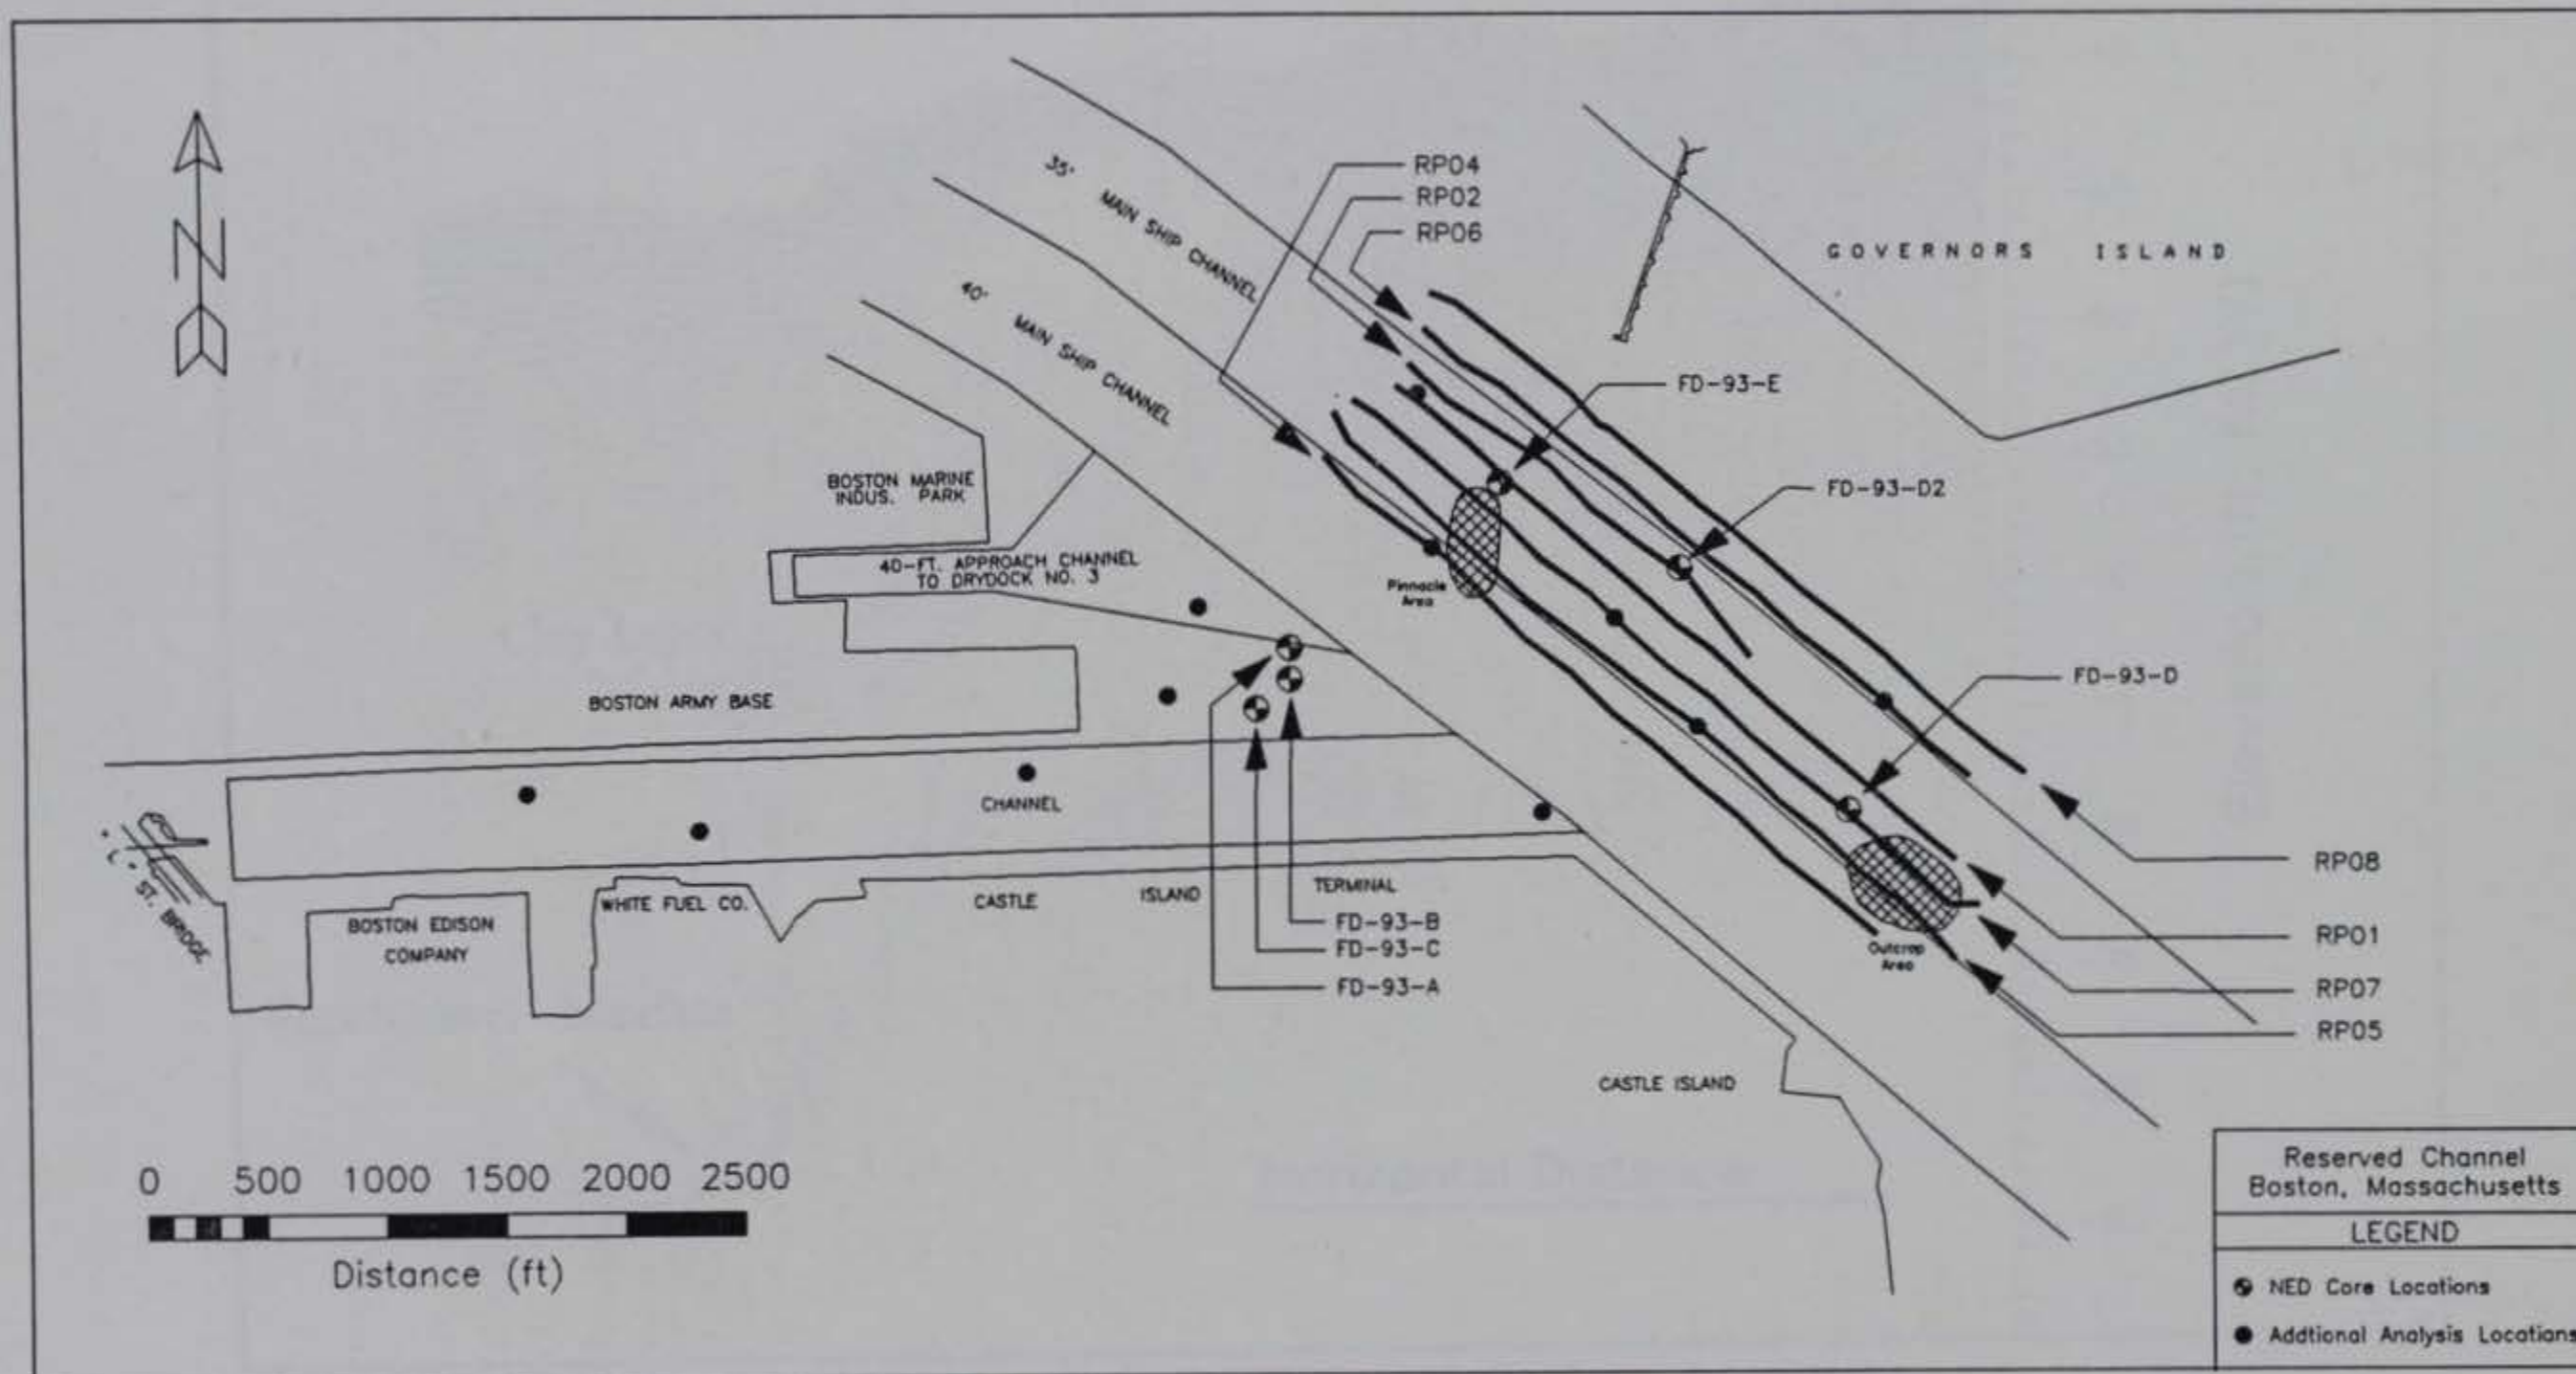 RP04
RP02
RP06
35' MAIN SHIP CHANNEL
40' MAIN SHIP CHANNEL
GOVERNORS ISLAND
FD-93-E
FD-93-D2
FD-93-D
BOSTON MARINE
INDUS. PARK
40-FT. APPROACH CHANNEL
TO DRYDOCK NO. 3
Pinnacle
Area
BOSTON ARMY BASE
CHANNEL
"L" ST. BRIDGE
BOSTON EDISON
COMPANY
WHITE FUEL CO.
CASTLE ISLAND TERMINAL
FD-93-B
FD-93-C
FD-93-A
Outcrop
Area
RP08
RP01
RP07
RP05
CASTLE ISLAND
N
0 500 1000 1500 2000 2500
Distance (ft)
Reserved Channel
Boston, Massachusetts
LEGEND
NED Core Locations
Addtional Analysis Locations